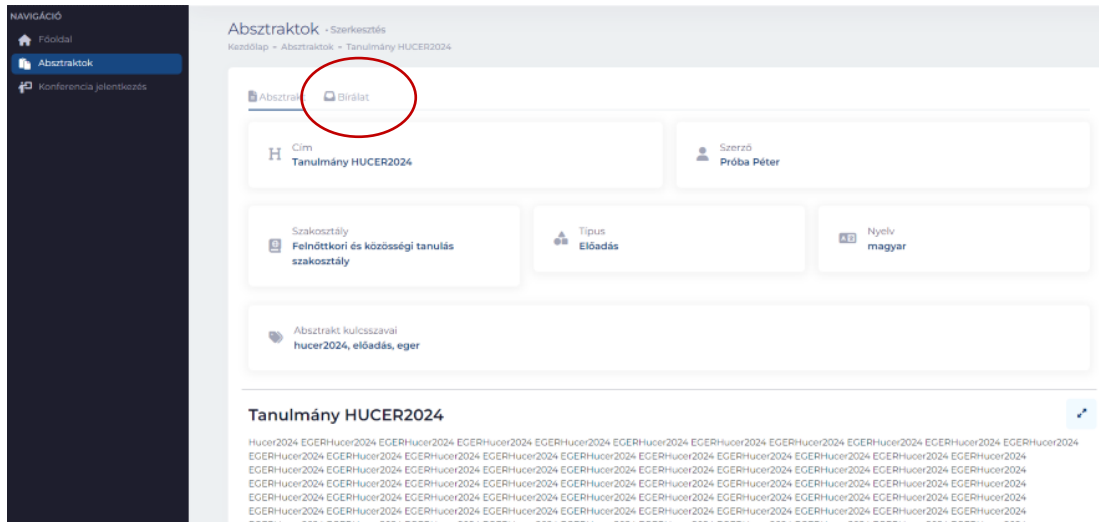 NAVIGÁCIÓ
Főoldal
Absztraktok
Konferencia jelentkezés
Absztraktok - Szerkesztés
Kezdőlap - Absztraktok - Tanulmány HUCER2024
Absztrakt Bírálat
Cím
Tanulmány HUCER2024
Szerző
Próba Péter
Szakosztály
Felnőttkori és közösségi tanulás
szakosztály
Típus
Előadás
Nyelv
magyar
Absztrakt kulcsszavai
hucer2024, előadás, eger
Tanulmány HUCER2024
Hucer2024 EGERHucer2024 EGERHucer2024 EGERHucer2024 EGERHucer2024 EGERHucer2024 EGERHucer2024 EGERHucer2024 EGERHucer2024 EGERHucer2024 EGERHucer2024
EGERHucer2024 EGERHucer2024 EGERHucer2024 EGERHucer2024 EGERHucer2024 EGERHucer2024 EGERHucer2024 EGERHucer2024 EGERHucer2024 EGERHucer2024
EGERHucer2024 EGERHucer2024 EGERHucer2024 EGERHucer2024 EGERHucer2024 EGERHucer2024 EGERHucer2024 EGERHucer2024 EGERHucer2024 EGERHucer2024
EGERHucer2024 EGERHucer2024 EGERHucer2024 EGERHucer2024 EGERHucer2024 EGERHucer2024 EGERHucer2024 EGERHucer2024 EGERHucer2024 EGERHucer2024
EGERHucer2024 EGERHucer2024 EGERHucer2024 EGERHucer2024 EGERHucer2024 EGERHucer2024 EGERHucer2024 EGERHucer2024 EGERHucer2024 EGERHucer2024
EGERHucer2024 EGERHucer2024 EGERHucer2024 EGERHucer2024 EGERHucer2024 EGERHucer2024 EGERHucer2024 EGERHucer2024 EGERHucer2024 EGERHucer2024